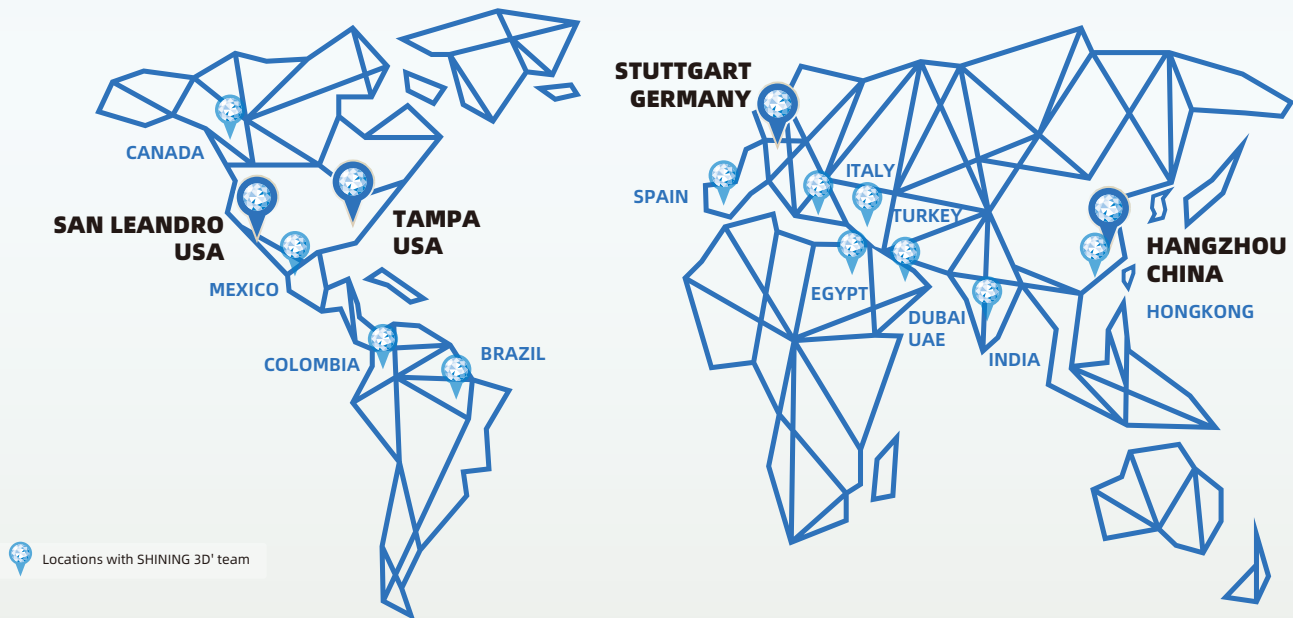 CANADA
SAN LEANDRO
USA
TAMPA
USA
MEXICO
COLOMBIA
BRAZIL
STUTTGART
GERMANY
SPAIN
ITALY
TURKEY
EGYPT
DUBAI
UAE
INDIA
HANGZHOU
CHINA
HONGKONG
Locations with SHINING 3D' team